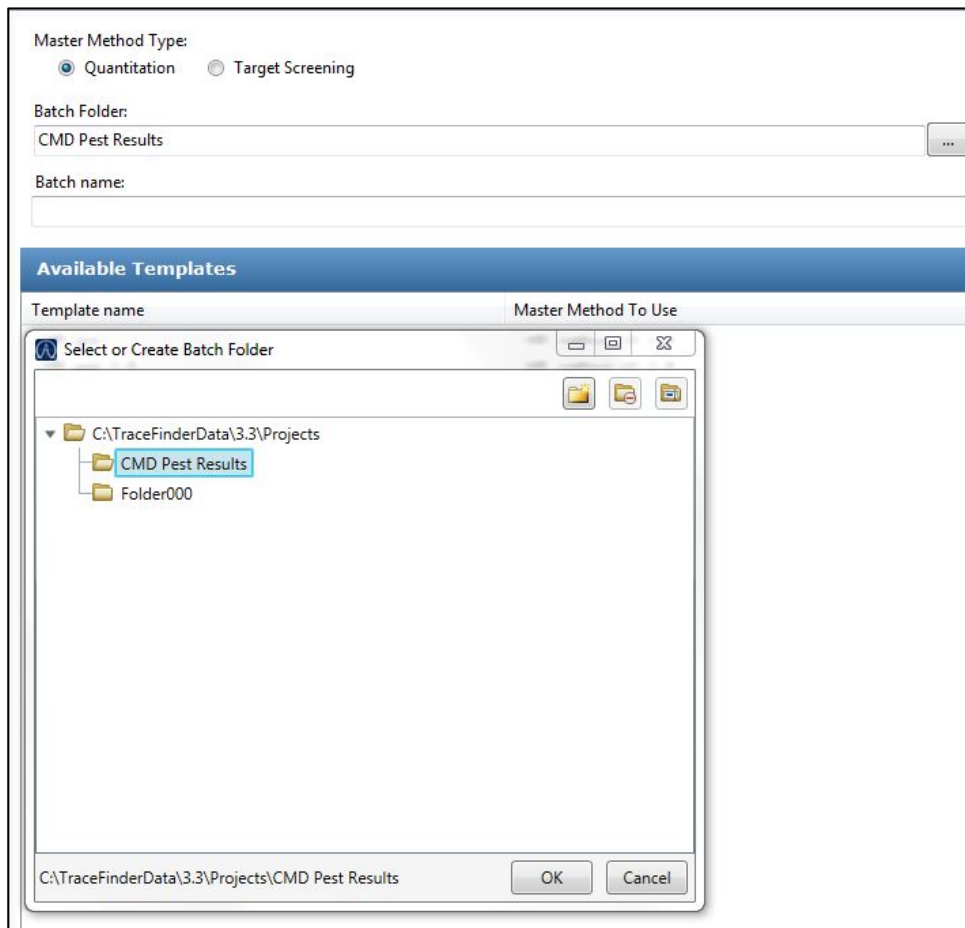 Master Method Type:
Quantitation Target Screening
Batch Folder:
CMD Pest Results
...
Batch name:
Available Templates
Template name Master Method To Use
Select or Create Batch Folder
C:\TraceFinderData\3.3\Projects
CMD Pest Results
Folder000
C:\TraceFinderData\3.3\Projects\CMD Pest Results
OK Cancel